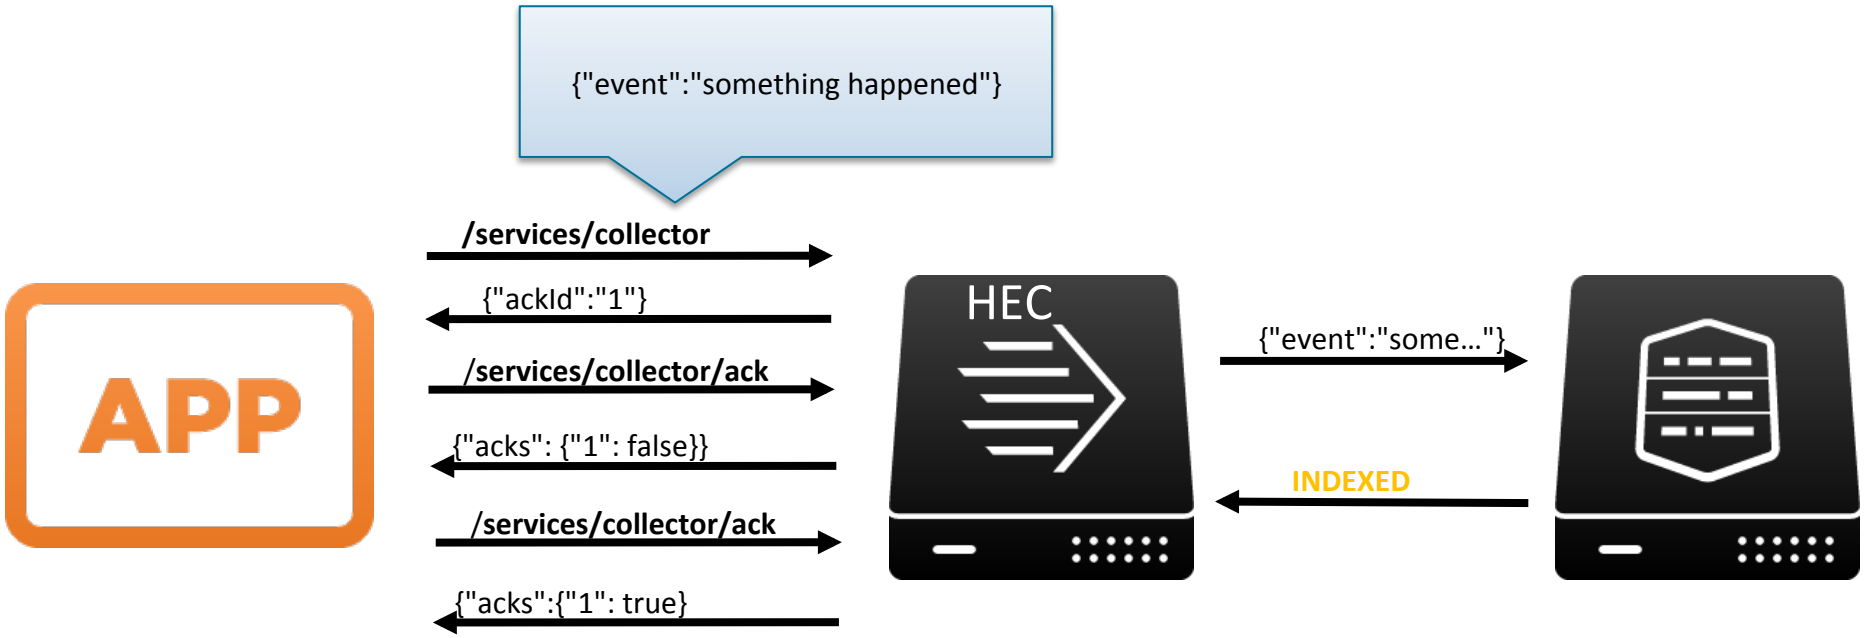 {"event":"something happened"}
/services/collector
{"ackId":"1"}
/services/collector/ack
{"acks": {"1": false}}
/services/collector/ack
{"acks":{"1": true}
APP
HEC
{"event":"some..."}
INDEXED